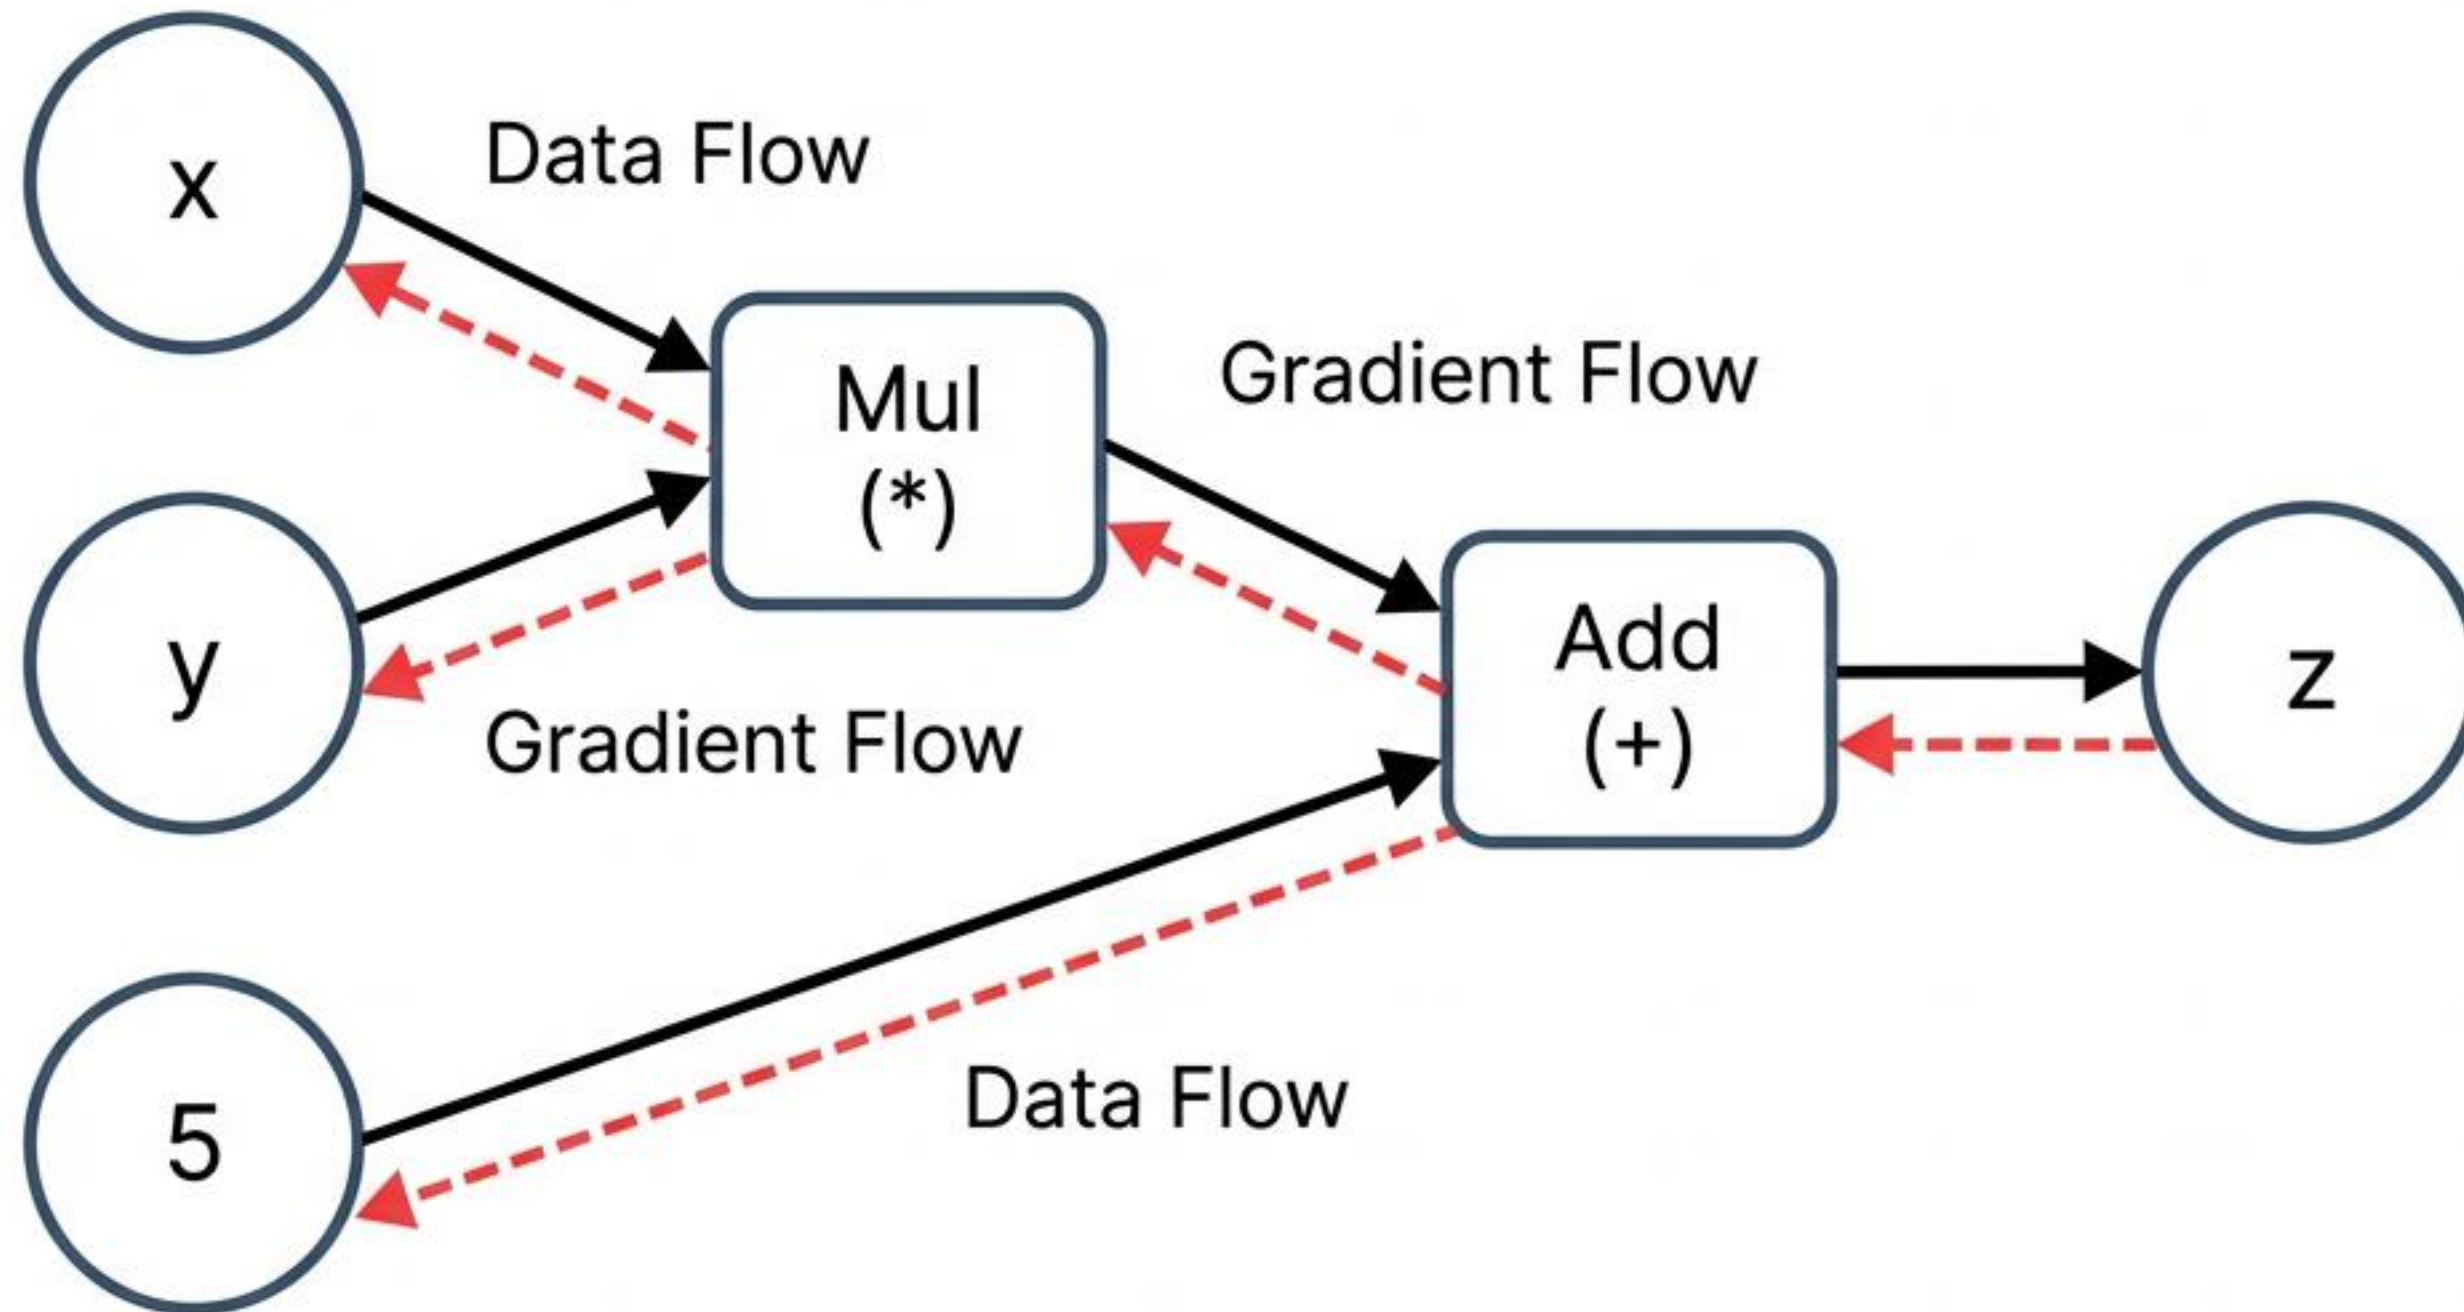 x
Data Flow
Mul
(*)
Gradient Flow
y
Gradient Flow
Add
(+)
z
5
Data Flow